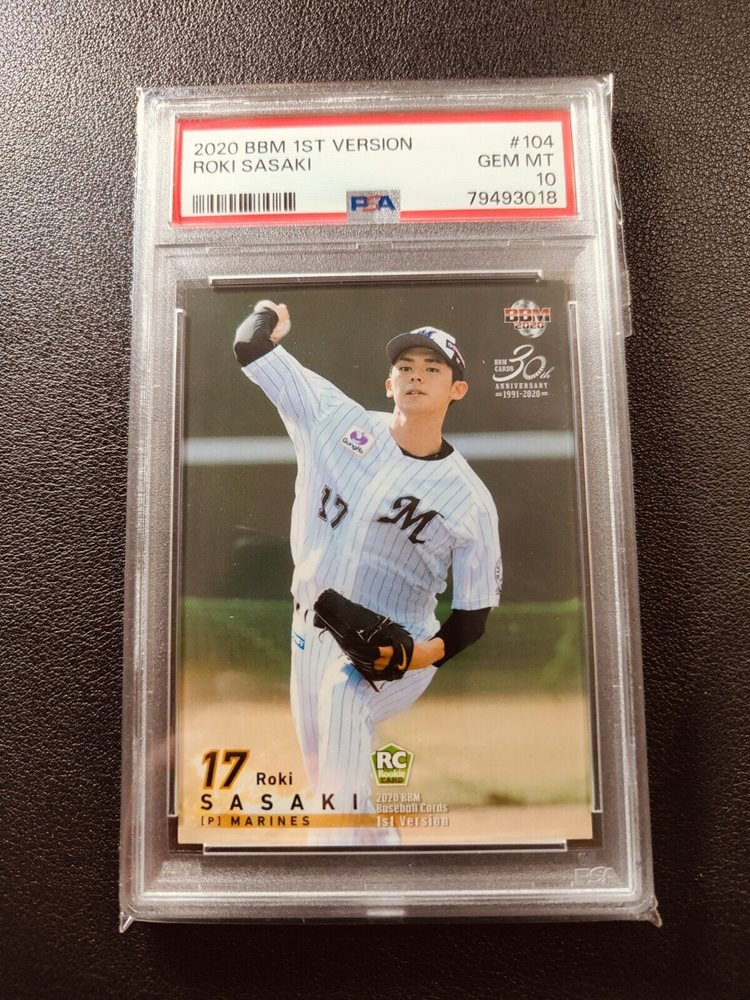 2020 BBM 1ST VERSION #104
ROKI SASAKI GEM MT
10
PSA 79493018
BBM
2020
BBM CARDS 30th
ANNIVERSARY
1991-2020
M
GungHo
17 M
17 Roki
SASAKI
[P] MARINES
RC
Rookie
CARD
2020 BBM
Baseball Cards
1st Version
PSA